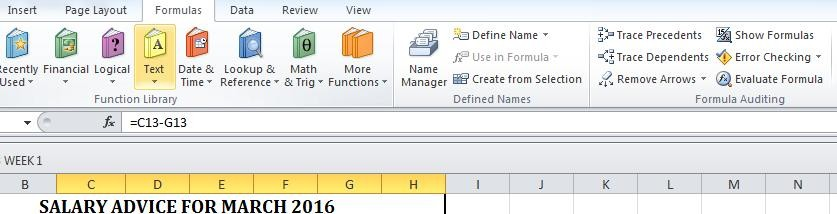 Insert Page Layout Formulas Data Review View
Recently Used Financial Logical Text Date & Time Lookup & Reference Math & Trig More Functions
Function Library
Name Manager
Define Name
Use in Formula
Create from Selection
Defined Names
Trace Precedents Show Formulas
Trace Dependents Error Checking
Remove Arrows Evaluate Formula
Formula Auditing
fx =C13-G13
WEEK 1
B C D E F G H I J K L M N
SALARY ADVICE FOR MARCH 2016